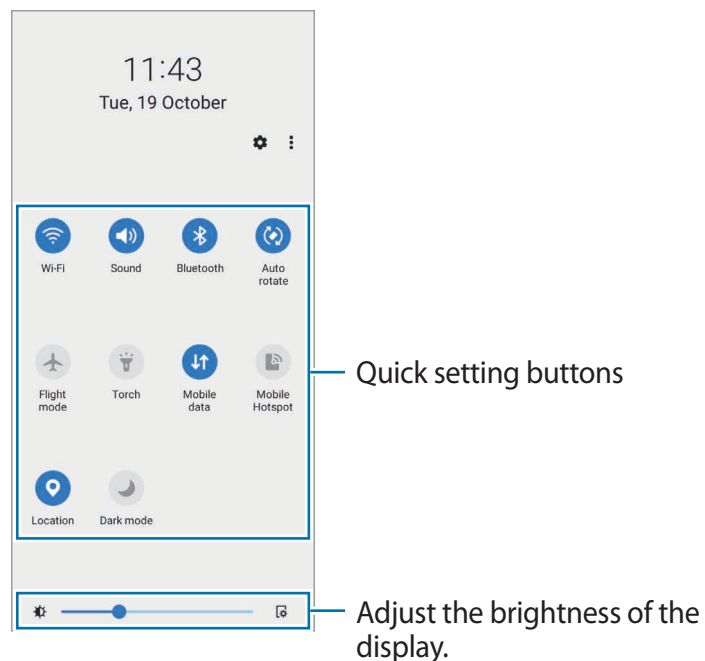 11:43
Tue, 19 October
Wi-Fi Sound Bluetooth Auto
rotate
Flight Torch Mobile Mobile
mode data Hotspot
Quick setting buttons
Location Dark mode
Adjust the brightness of the
display.